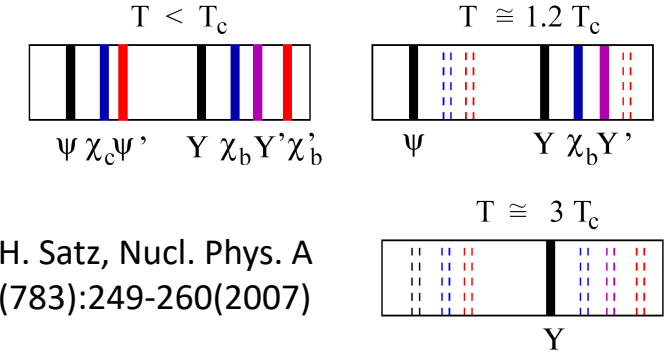 T < Tc
ψ χc ψ' Υ χb Υ' χ'b
T ≅ 1.2 Tc
ψ Υ χb Υ'
H. Satz, Nucl. Phys. A
(783):249-260(2007)
T ≅ 3 Tc
Υ